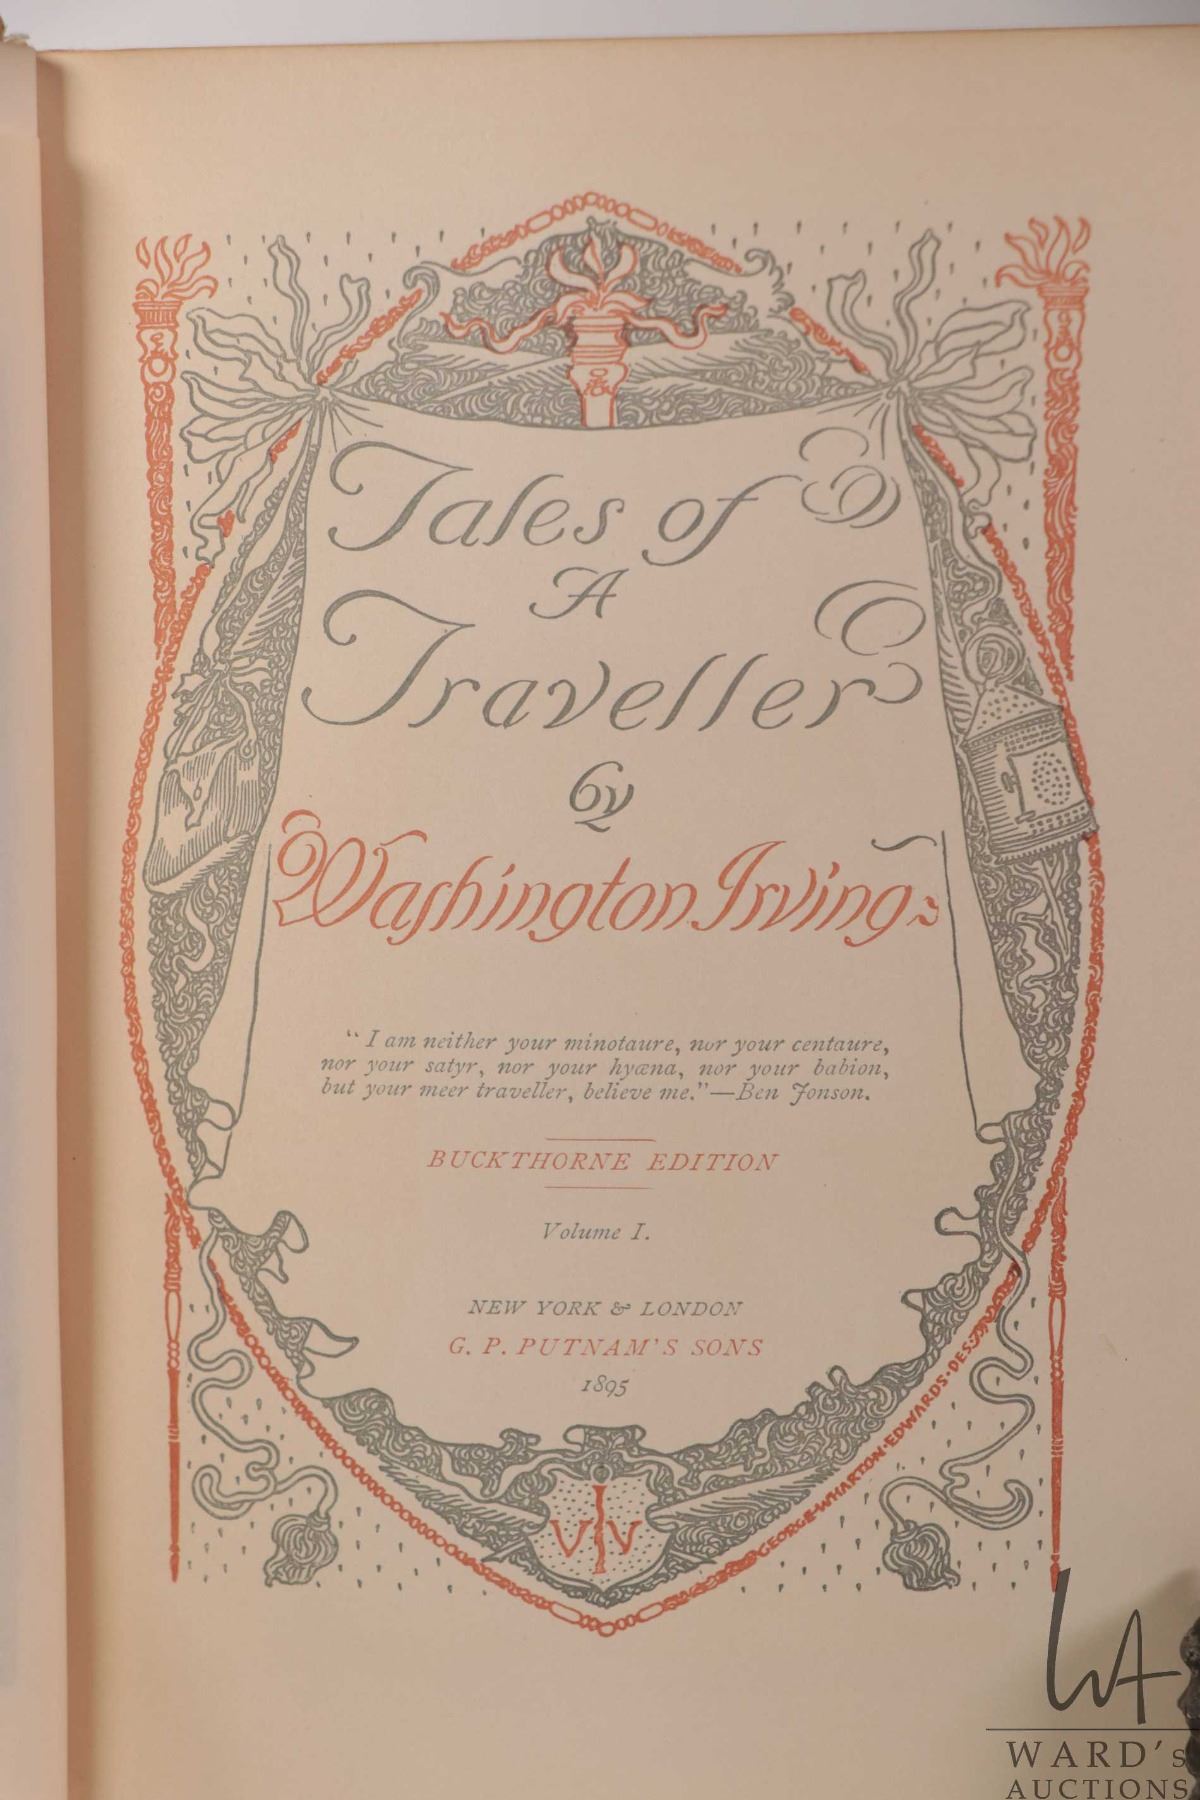 Tales of
A
Traveller
by
Washington Irving
“ I am neither your minotaure, nor your centaure,
nor your satyr, nor your hyæna, nor your babion,
but your meer traveller, believe me.”—Ben Jonson.
BUCKTHORNE EDITION
Volume I.
NEW YORK & LONDON
G. P. PUTNAM'S SONS
1895
GEORGE·WHARTON·EDWARDS·DES·
VIV
WA
WARD's
AUCTIONS